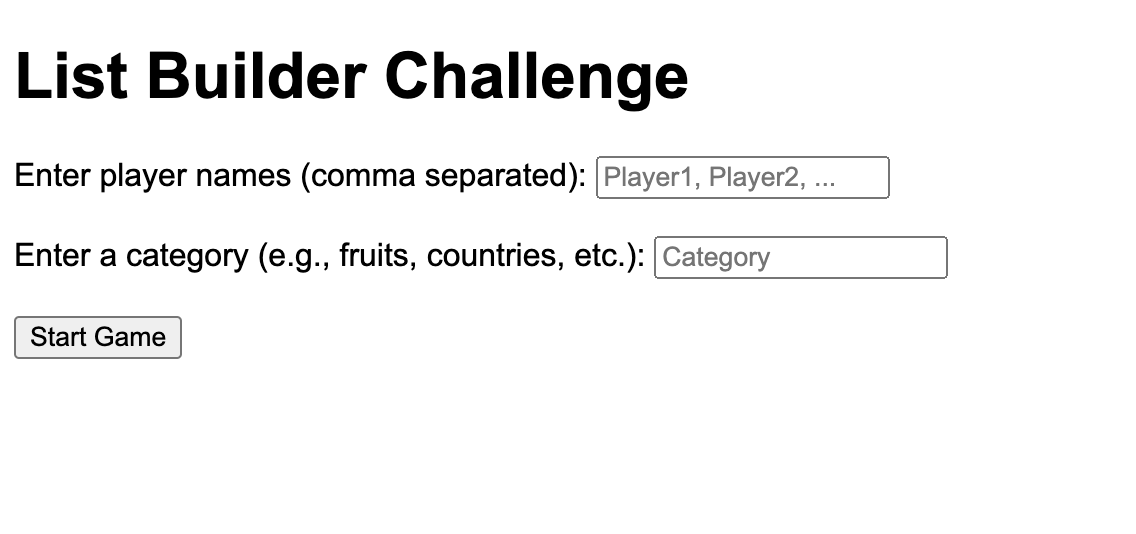 List Builder Challenge
Enter player names (comma separated): Player1, Player2, ...
Enter a category (e.g., fruits, countries, etc.): Category
Start Game